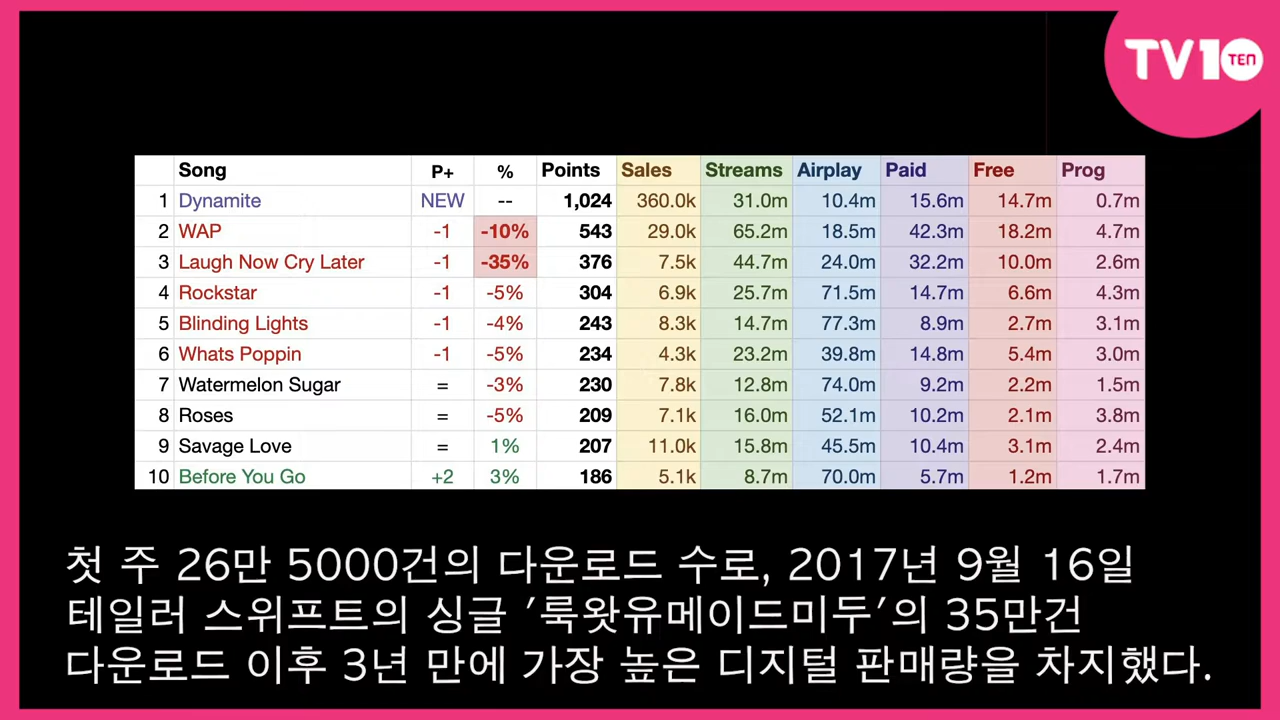 TV10 TEN
Song P+ % Points Sales Streams Airplay Paid Free Prog
1 Dynamite NEW -- 1,024 360.0k 31.0m 10.4m 15.6m 14.7m 0.7m
2 WAP -1 -10% 543 29.0k 65.2m 18.5m 42.3m 18.2m 4.7m
3 Laugh Now Cry Later -1 -35% 376 7.5k 44.7m 24.0m 32.2m 10.0m 2.6m
4 Rockstar -1 -5% 304 6.9k 25.7m 71.5m 14.7m 6.6m 4.3m
5 Blinding Lights -1 -4% 243 8.3k 14.7m 77.3m 8.9m 2.7m 3.1m
6 Whats Poppin -1 -5% 234 4.3k 23.2m 39.8m 14.8m 5.4m 3.0m
7 Watermelon Sugar = -3% 230 7.8k 12.8m 74.0m 9.2m 2.2m 1.5m
8 Roses = -5% 209 7.1k 16.0m 52.1m 10.2m 2.1m 3.8m
9 Savage Love = 1% 207 11.0k 15.8m 45.5m 10.4m 3.1m 2.4m
10 Before You Go +2 3% 186 5.1k 8.7m 70.0m 5.7m 1.2m 1.7m
첫 주 26만 5000건의 다운로드 수로, 2017년 9월 16일
테일러 스위프트의 싱글 '룩왓유메이드미두'의 35만건
다운로드 이후 3년 만에 가장 높은 디지털 판매량을 차지했다.